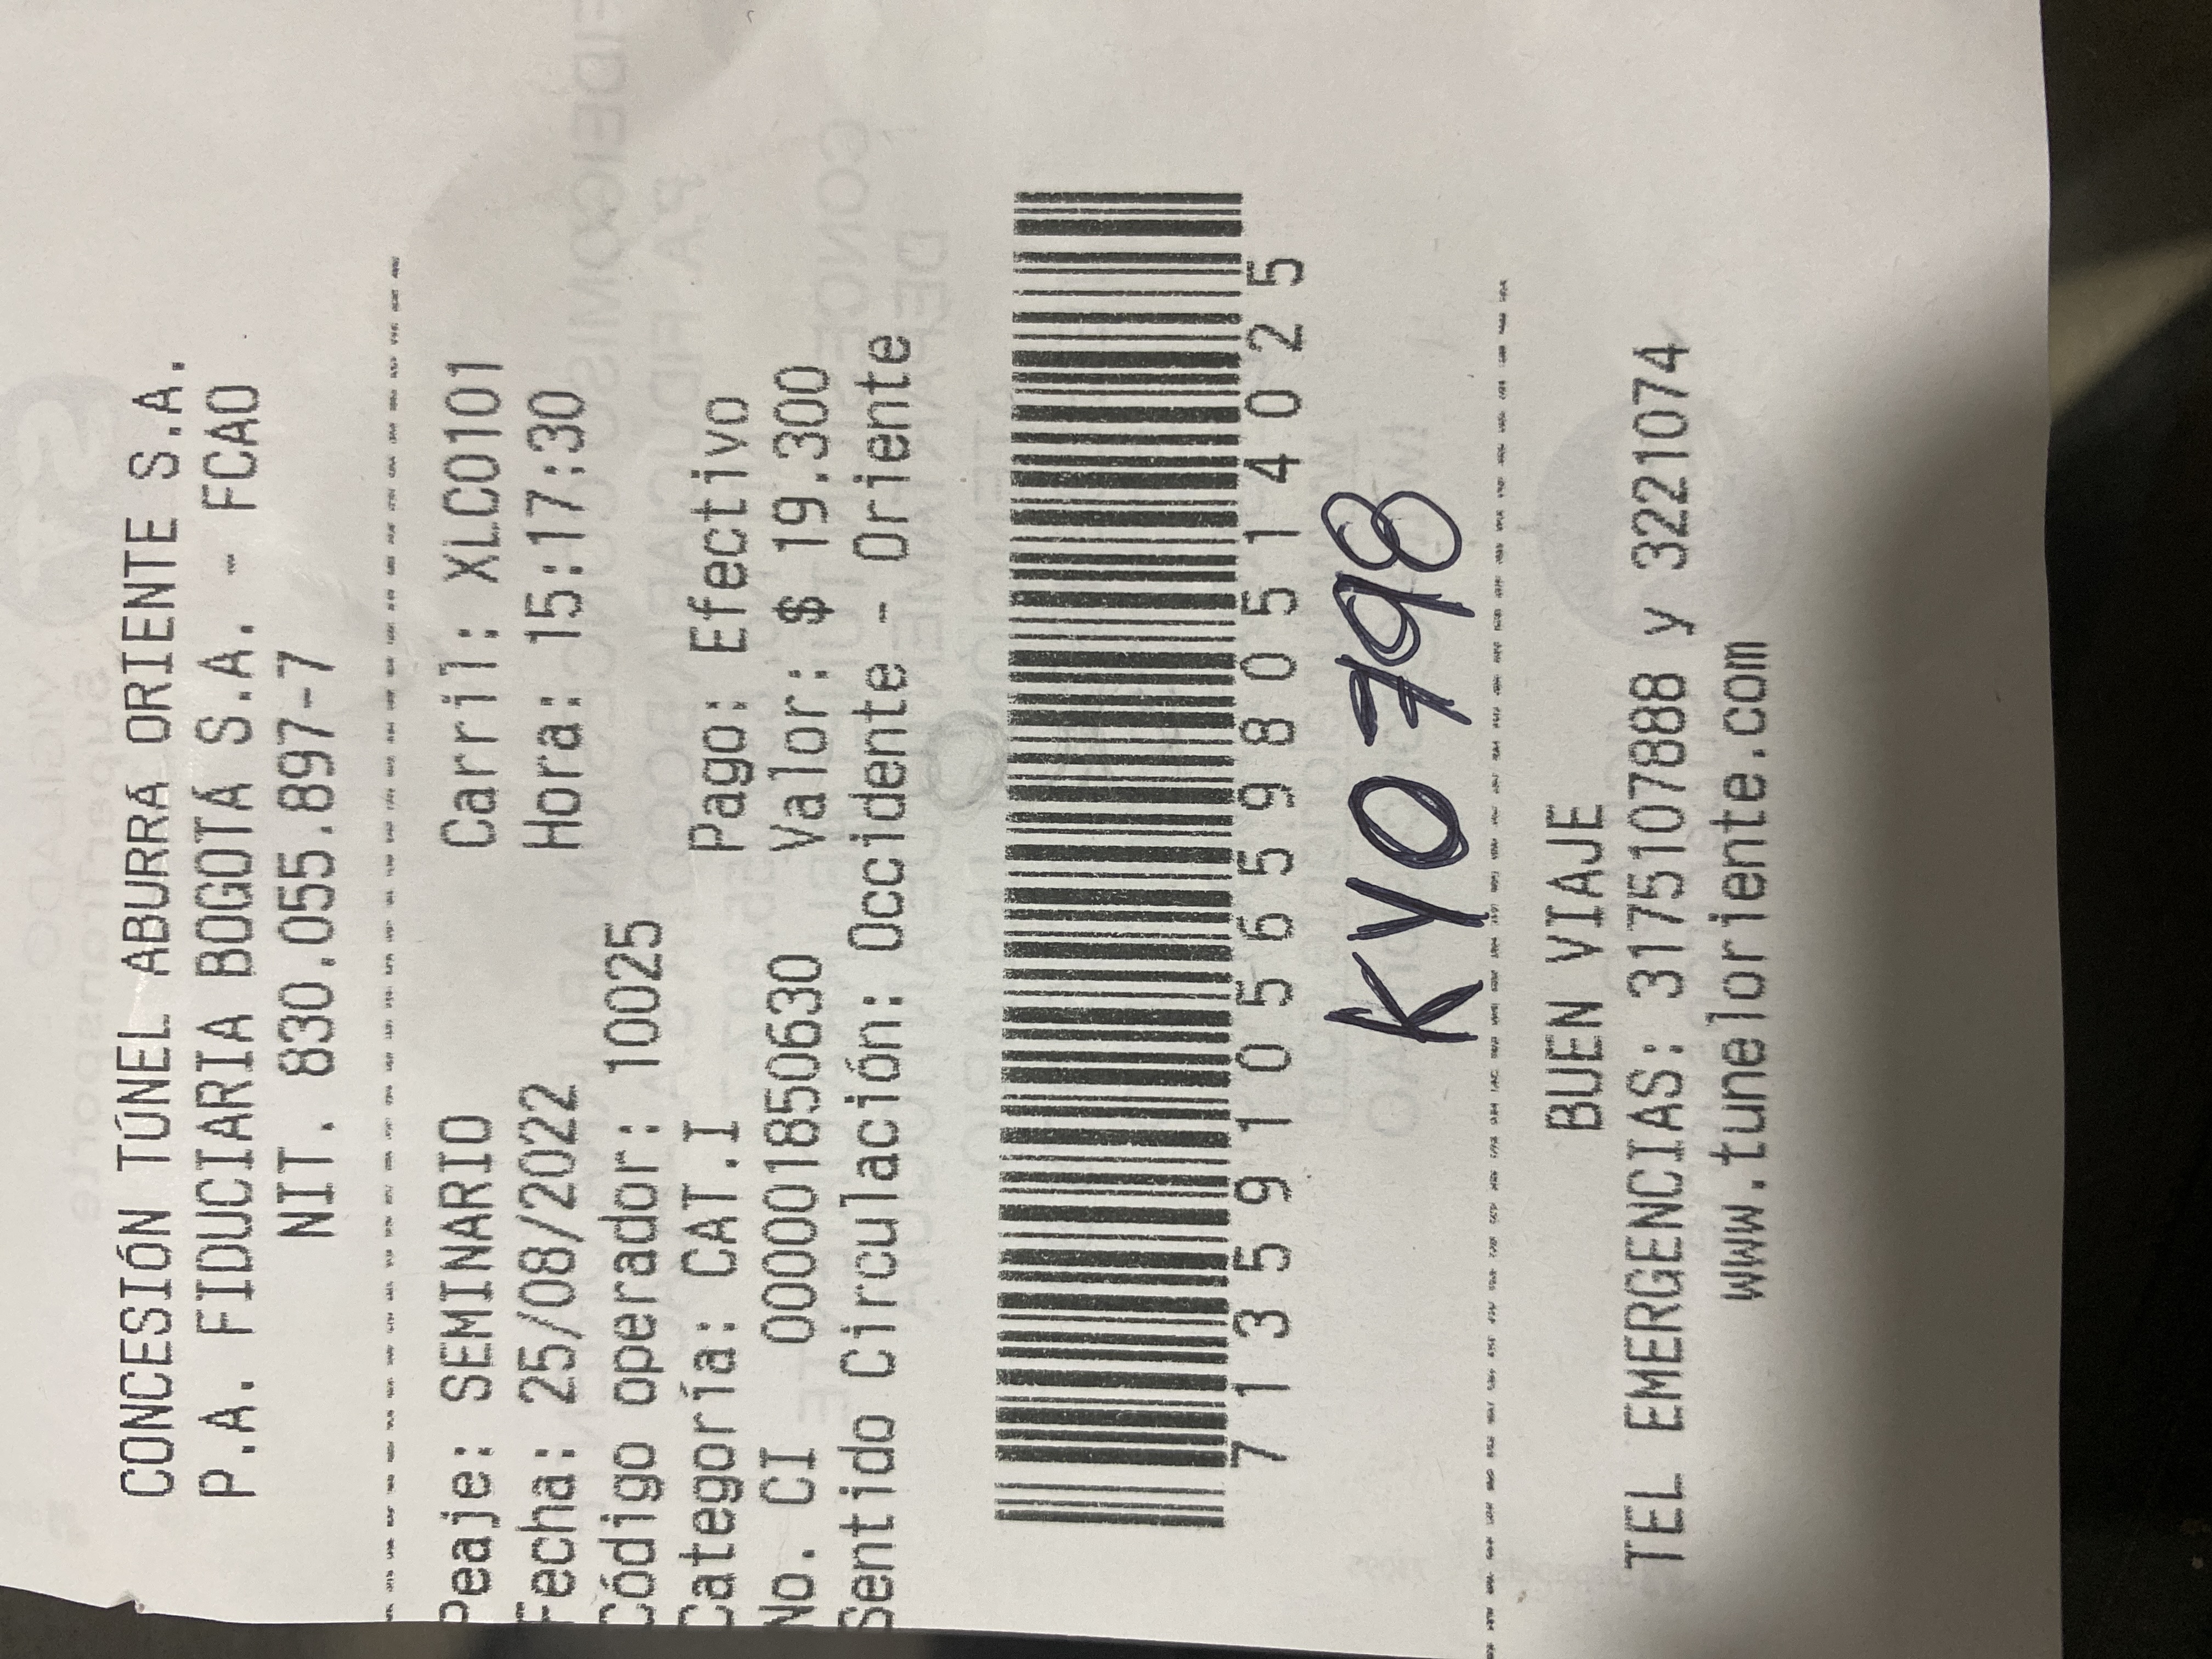 CONCESIÓN TÚNEL ABURRÁ ORIENTE S.A.
P.A. FIDUCIARIA BOGOTÁ S.A. - FCAO
NIT. 830.055.897-7
Peaje: SEMINARIO Carril: XLC0101
Fecha: 25/08/2022 Hora: 15:17:30
Código operador: 10025
Categoría: CAT.I Pago: Efectivo
No. CI 00001850630 Valor: $ 19.300
Sentido Circulación: Occidente - Oriente
7135910565980514025
KYO798
BUEN VIAJE
TEL EMERGENCIAS: 3175107888 y 3221074
www.tuneloriente.com